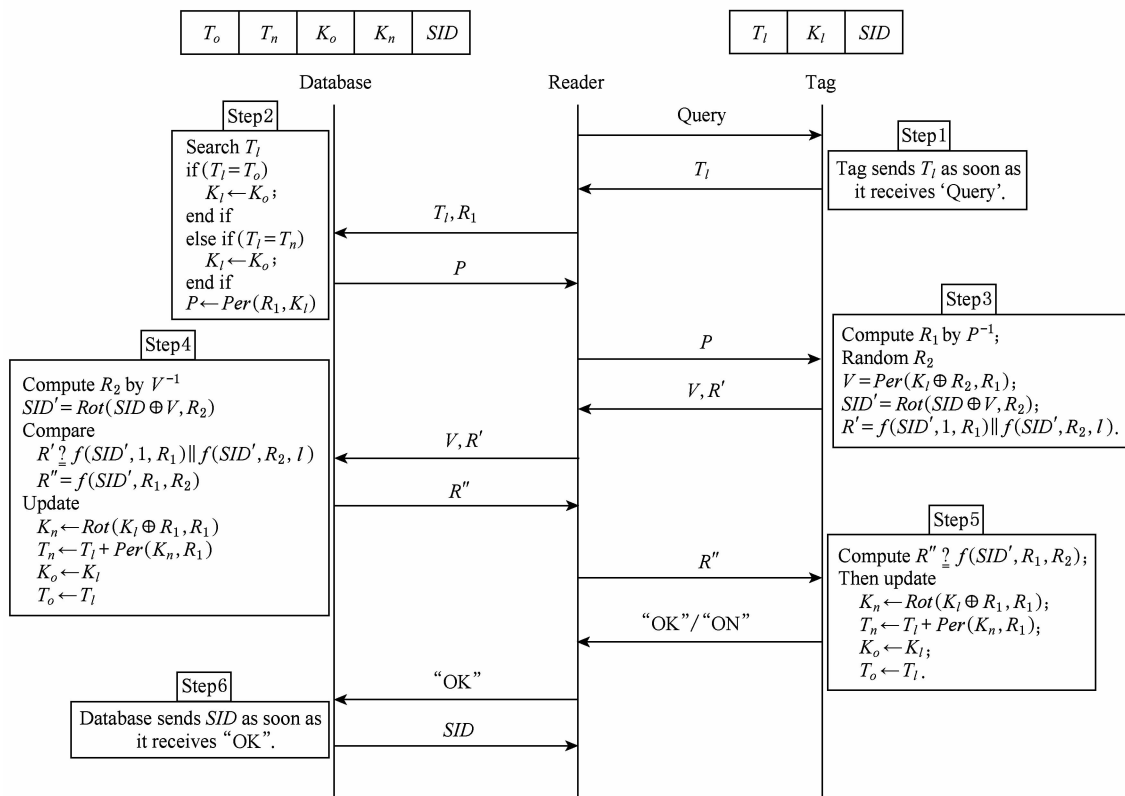 T_o T_n K_o K_n SID
T_l K_l SID
Database Reader Tag
Query
Step1
Tag sends T_l as soon as
it receives ‘Query’.
T_l
T_l, R_1
Step2
Search T_l
if (T_l = T_o)
K_l ← K_o;
end if
else if (T_l = T_n)
K_l ← K_o;
end if
P ← Per(R_1, K_l)
P
P
Step3
Compute R_1 by P^{-1};
Random R_2
V = Per(K_l ⊕ R_2, R_1);
SID′ = Rot(SID ⊕ V, R_2);
R′ = f(SID′, 1, R_1) ‖ f(SID′, R_2, l).
V, R′
V, R′
Step4
Compute R_2 by V^{-1}
SID′ = Rot(SID ⊕ V, R_2)
Compare
R′ ≟ f(SID′, 1, R_1) ‖ f(SID′, R_2, l)
R″ = f(SID′, R_1, R_2)
Update
K_n ← Rot(K_l ⊕ R_1, R_1)
T_n ← T_l + Per(K_n, R_1)
K_o ← K_l
T_o ← T_l
R″
R″
Step5
Compute R″ ≟ f(SID′, R_1, R_2);
Then update
K_n ← Rot(K_l ⊕ R_1, R_1);
T_n ← T_l + Per(K_n, R_1);
K_o ← K_l;
T_o ← T_l.
“OK”/“ON”
“OK”
Step6
Database sends SID as soon as
it receives “OK”.
SID